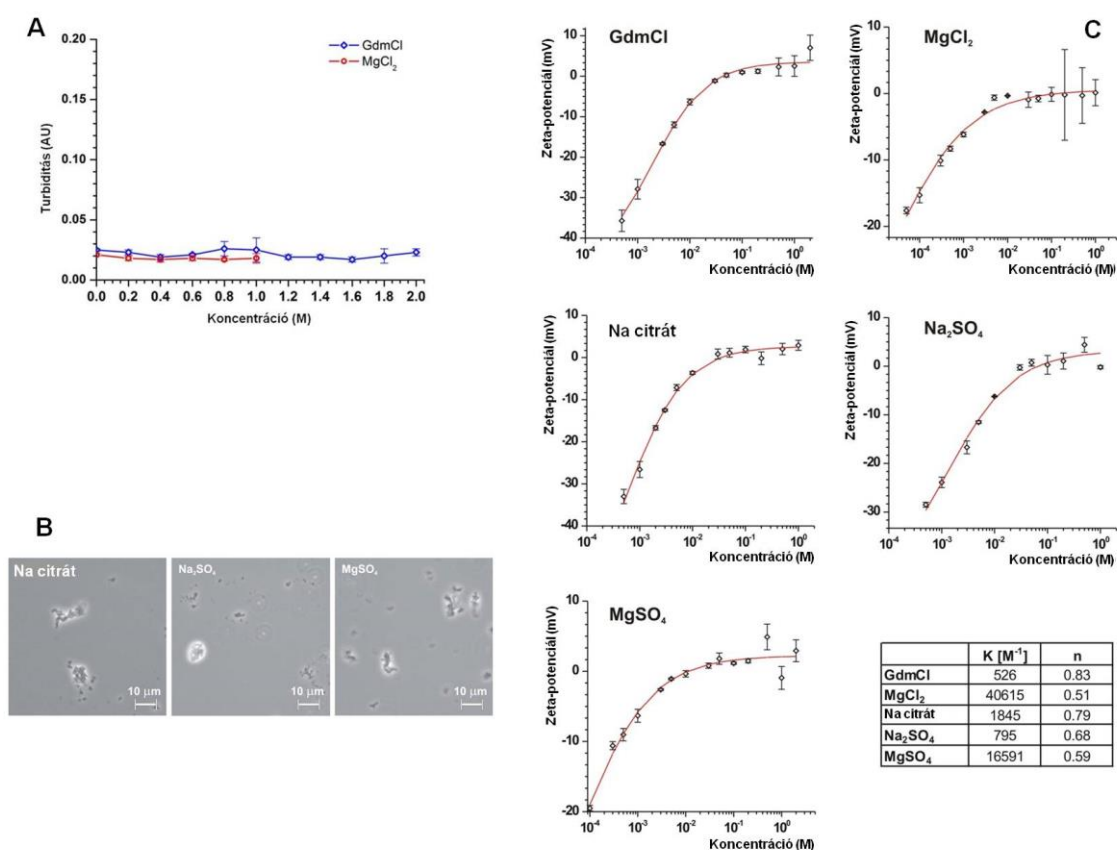 A
Turbiditás (AU)
0.20
0.15
0.10
0.05
0.00
GdmCl
MgCl₂
0.0 0.2 0.4 0.6 0.8 1.0 1.2 1.4 1.6 1.8 2.0
Koncentráció (M)
B
Na citrát
10 µm
Na₂SO₄
10 µm
MgSO₄
10 µm
C
GdmCl
Zeta-potenciál (mV)
10
0
-10
-20
-30
-40
10⁻⁴ 10⁻³ 10⁻² 10⁻¹ 10⁰
Koncentráció (M)
MgCl₂
Zeta-potenciál (mV)
10
0
-10
-20
10⁻⁴ 10⁻³ 10⁻² 10⁻¹ 10⁰
Koncentráció (M)
Na citrát
Zeta-potenciál (mV)
10
0
-10
-20
-30
-40
10⁻⁴ 10⁻³ 10⁻² 10⁻¹ 10⁰
Koncentráció (M)
Na₂SO₄
Zeta-potenciál (mV)
10
0
-10
-20
-30
10⁻⁴ 10⁻³ 10⁻² 10⁻¹ 10⁰
Koncentráció (M)
MgSO₄
Zeta-potenciál (mV)
10
0
-10
-20
10⁻⁴ 10⁻³ 10⁻² 10⁻¹ 10⁰
Koncentráció (M)
K [M⁻¹] n
GdmCl 526 0.83
MgCl₂ 40615 0.51
Na citrát 1845 0.79
Na₂SO₄ 795 0.68
MgSO₄ 16591 0.59